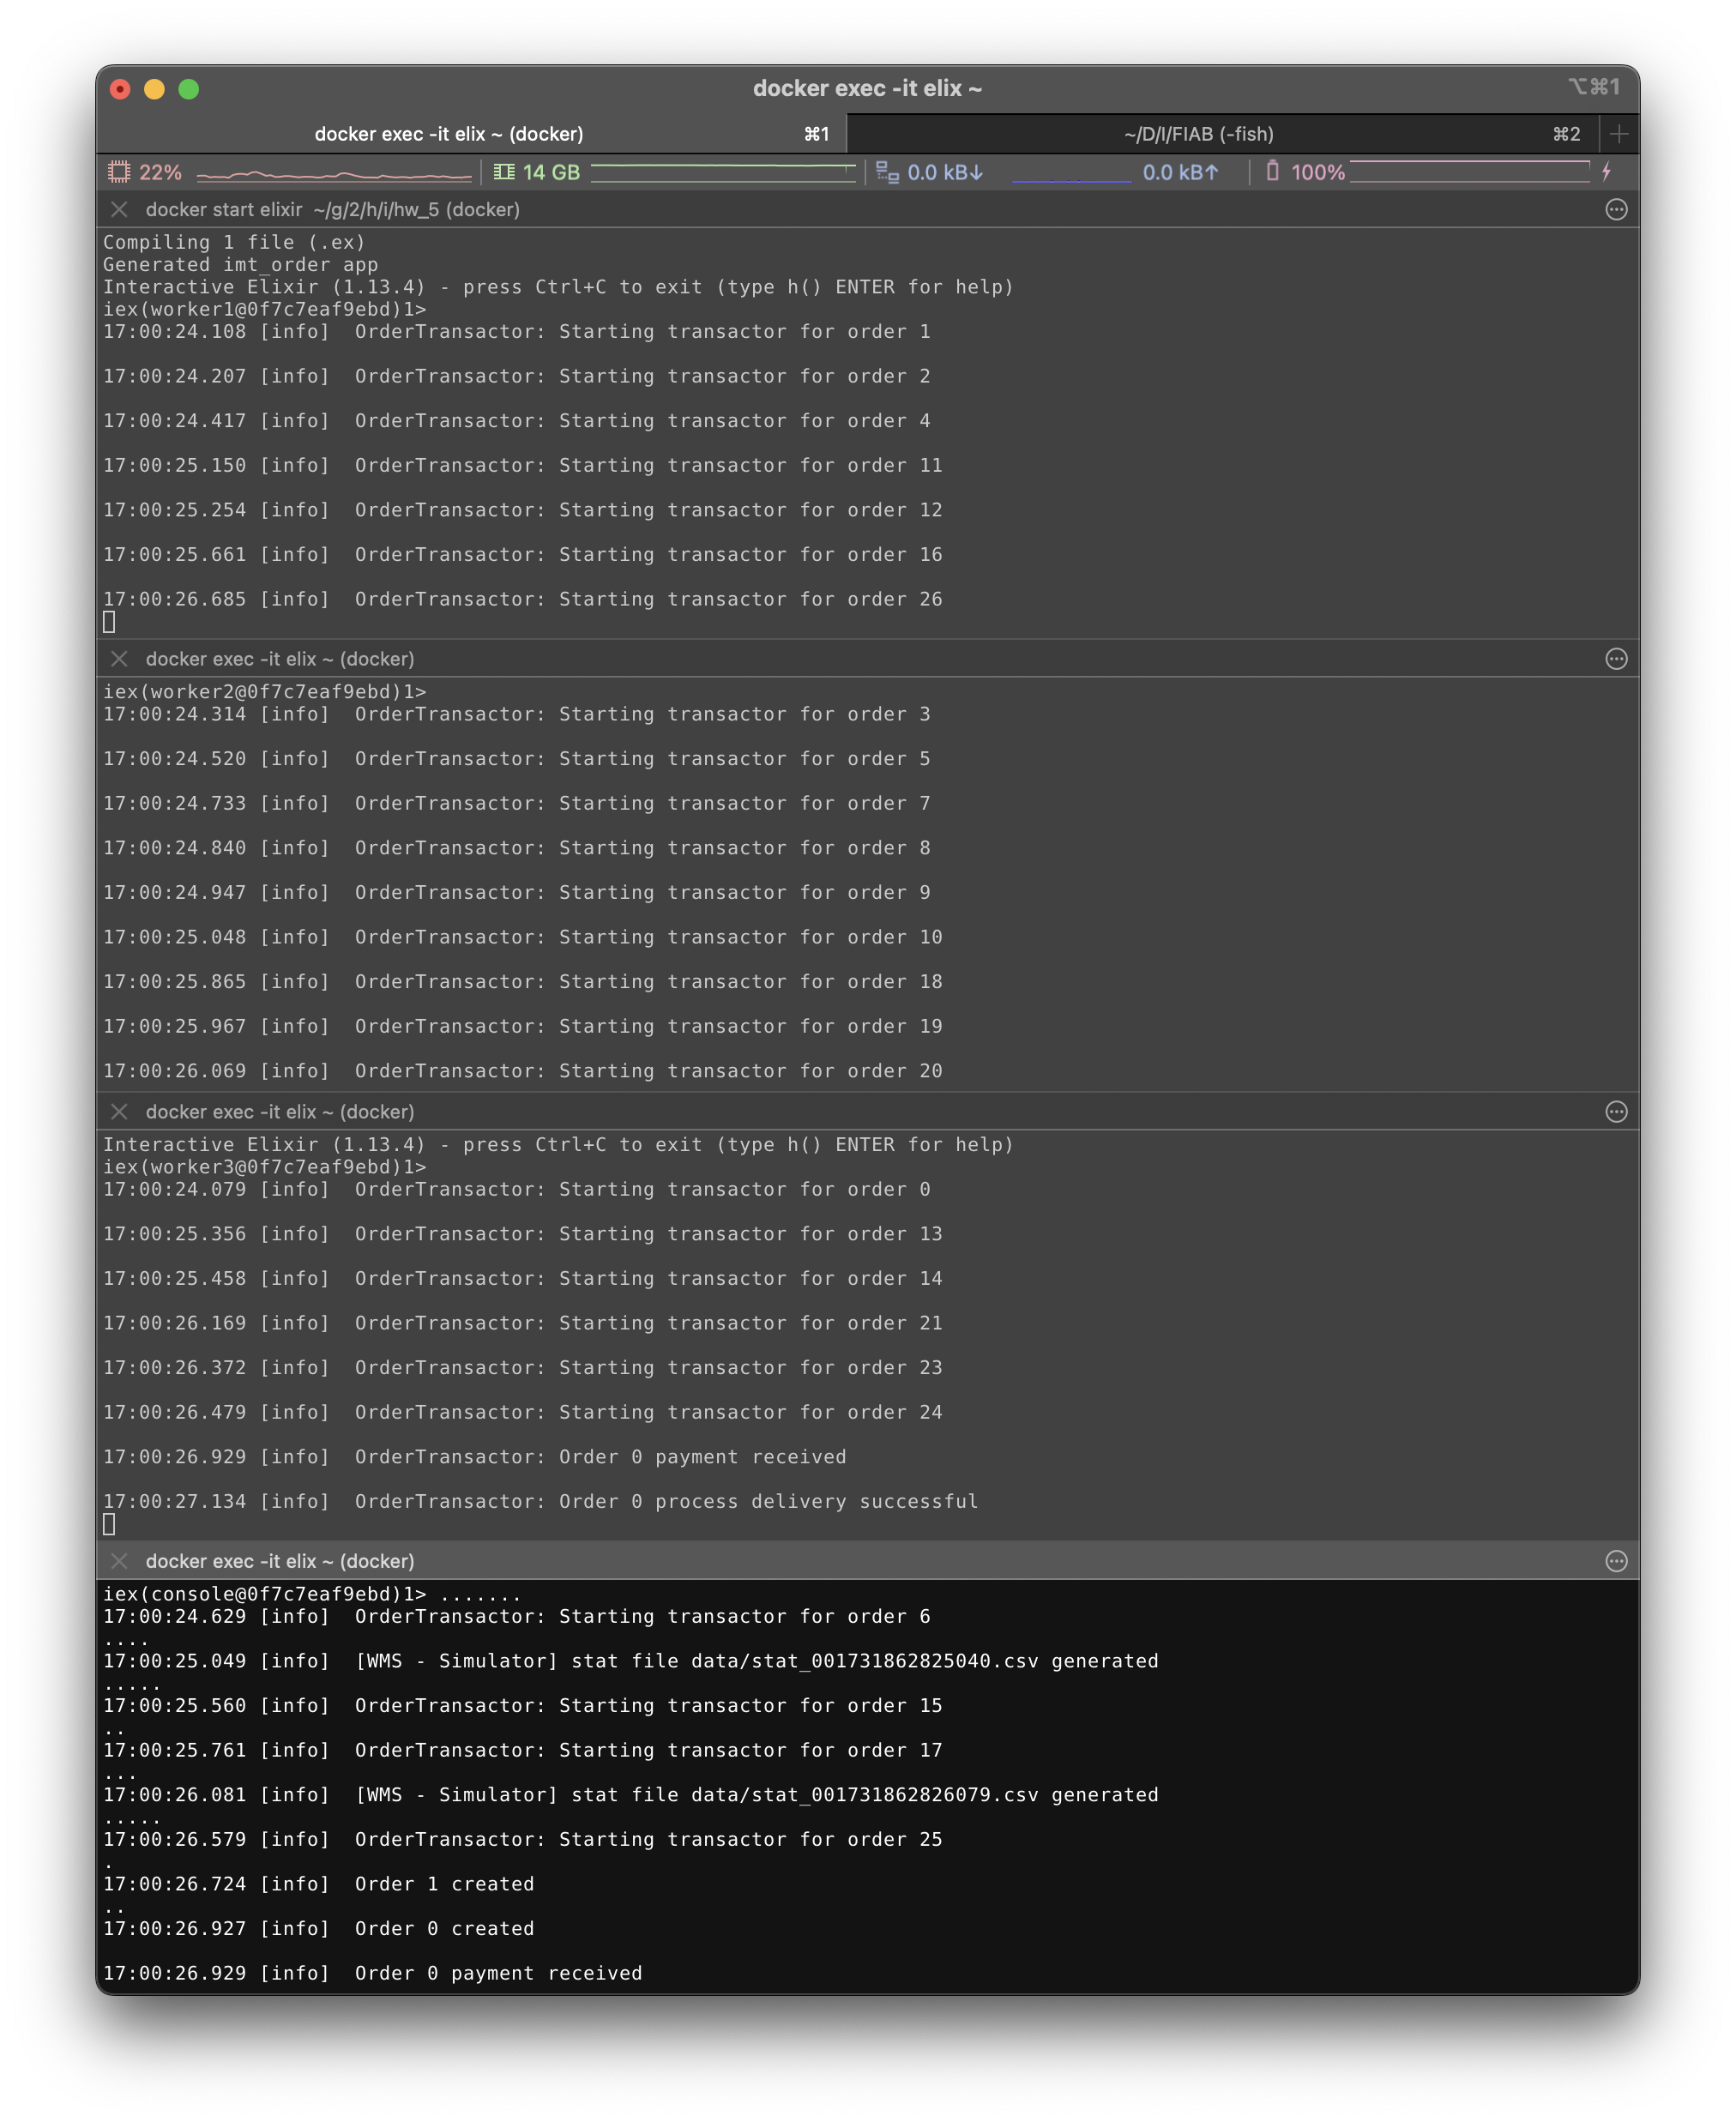 docker exec -it elix ~
⌥⌘1
docker exec -it elix ~ (docker) ⌘1
~/D/I/FIAB (-fish) ⌘2
22% 14 GB 0.0 kB↓ 0.0 kB↑ 100%
docker start elixir ~/g/2/h/i/hw_5 (docker)
Compiling 1 file (.ex)
Generated imt_order app
Interactive Elixir (1.13.4) - press Ctrl+C to exit (type h() ENTER for help)
iex(worker1@0f7c7eaf9ebd)1>
17:00:24.108 [info]  OrderTransactor: Starting transactor for order 1
17:00:24.207 [info]  OrderTransactor: Starting transactor for order 2
17:00:24.417 [info]  OrderTransactor: Starting transactor for order 4
17:00:25.150 [info]  OrderTransactor: Starting transactor for order 11
17:00:25.254 [info]  OrderTransactor: Starting transactor for order 12
17:00:25.661 [info]  OrderTransactor: Starting transactor for order 16
17:00:26.685 [info]  OrderTransactor: Starting transactor for order 26
docker exec -it elix ~ (docker)
iex(worker2@0f7c7eaf9ebd)1>
17:00:24.314 [info]  OrderTransactor: Starting transactor for order 3
17:00:24.520 [info]  OrderTransactor: Starting transactor for order 5
17:00:24.733 [info]  OrderTransactor: Starting transactor for order 7
17:00:24.840 [info]  OrderTransactor: Starting transactor for order 8
17:00:24.947 [info]  OrderTransactor: Starting transactor for order 9
17:00:25.048 [info]  OrderTransactor: Starting transactor for order 10
17:00:25.865 [info]  OrderTransactor: Starting transactor for order 18
17:00:25.967 [info]  OrderTransactor: Starting transactor for order 19
17:00:26.069 [info]  OrderTransactor: Starting transactor for order 20
docker exec -it elix ~ (docker)
Interactive Elixir (1.13.4) - press Ctrl+C to exit (type h() ENTER for help)
iex(worker3@0f7c7eaf9ebd)1>
17:00:24.079 [info]  OrderTransactor: Starting transactor for order 0
17:00:25.356 [info]  OrderTransactor: Starting transactor for order 13
17:00:25.458 [info]  OrderTransactor: Starting transactor for order 14
17:00:26.169 [info]  OrderTransactor: Starting transactor for order 21
17:00:26.372 [info]  OrderTransactor: Starting transactor for order 23
17:00:26.479 [info]  OrderTransactor: Starting transactor for order 24
17:00:26.929 [info]  OrderTransactor: Order 0 payment received
17:00:27.134 [info]  OrderTransactor: Order 0 process delivery successful
docker exec -it elix ~ (docker)
iex(console@0f7c7eaf9ebd)1> .......
17:00:24.629 [info]  OrderTransactor: Starting transactor for order 6
....
17:00:25.049 [info]  [WMS - Simulator] stat file data/stat_001731862825040.csv generated
.....
17:00:25.560 [info]  OrderTransactor: Starting transactor for order 15
..
17:00:25.761 [info]  OrderTransactor: Starting transactor for order 17
...
17:00:26.081 [info]  [WMS - Simulator] stat file data/stat_001731862826079.csv generated
.....
17:00:26.579 [info]  OrderTransactor: Starting transactor for order 25
.
17:00:26.724 [info]  Order 1 created
..
17:00:26.927 [info]  Order 0 created
17:00:26.929 [info]  Order 0 payment received